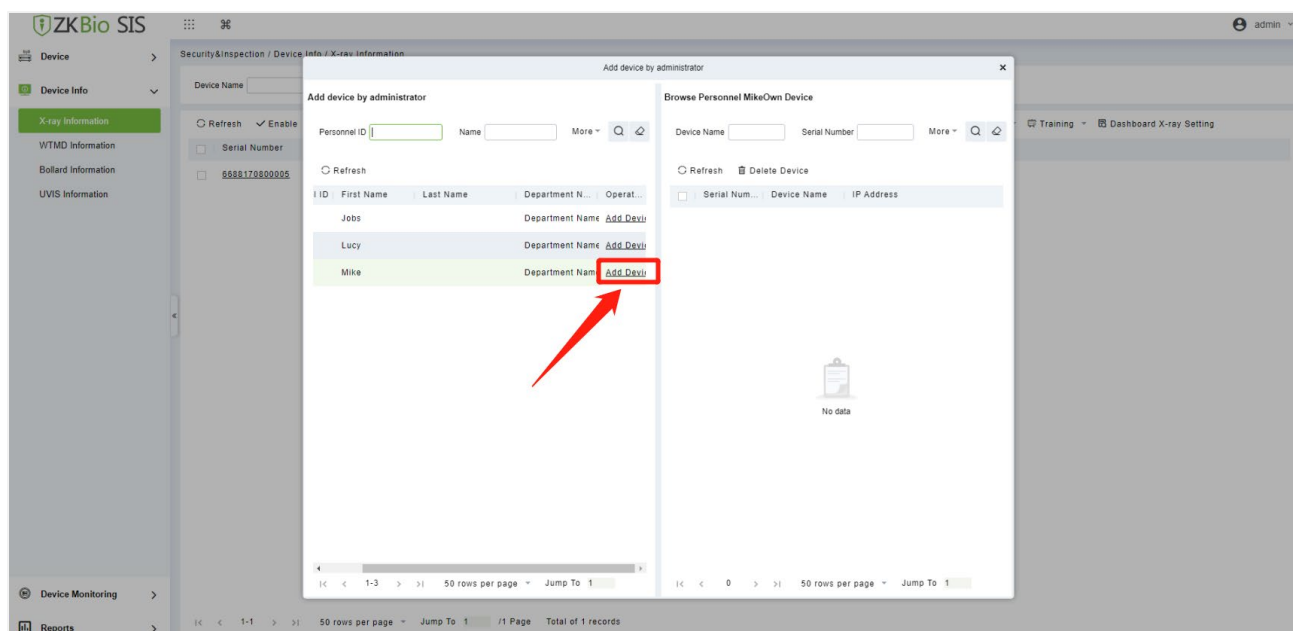 ZKBio SIS
admin
Device
Device Info
X-ray Information
WTMD Information
Bollard Information
UVIS Information
Device Monitoring
Reports
Security&Inspection / Device Info / X-ray Information
Device Name
Refresh Enable
Training Dashboard X-ray Setting
Serial Number
6688170800005
Add device by administrator
Add device by administrator
Personnel ID Name More
Refresh
ID First Name Last Name Department N... Operat...
Jobs Department Name Add Devi
Lucy Department Name Add Devi
Mike Department Nam Add Devi
1-3 50 rows per page Jump To 1
Browse Personnel MikeOwn Device
Device Name Serial Number More
Refresh Delete Device
Serial Num... Device Name IP Address
No data
0 50 rows per page Jump To 1
1-1 50 rows per page Jump To 1 /1 Page Total of 1 records